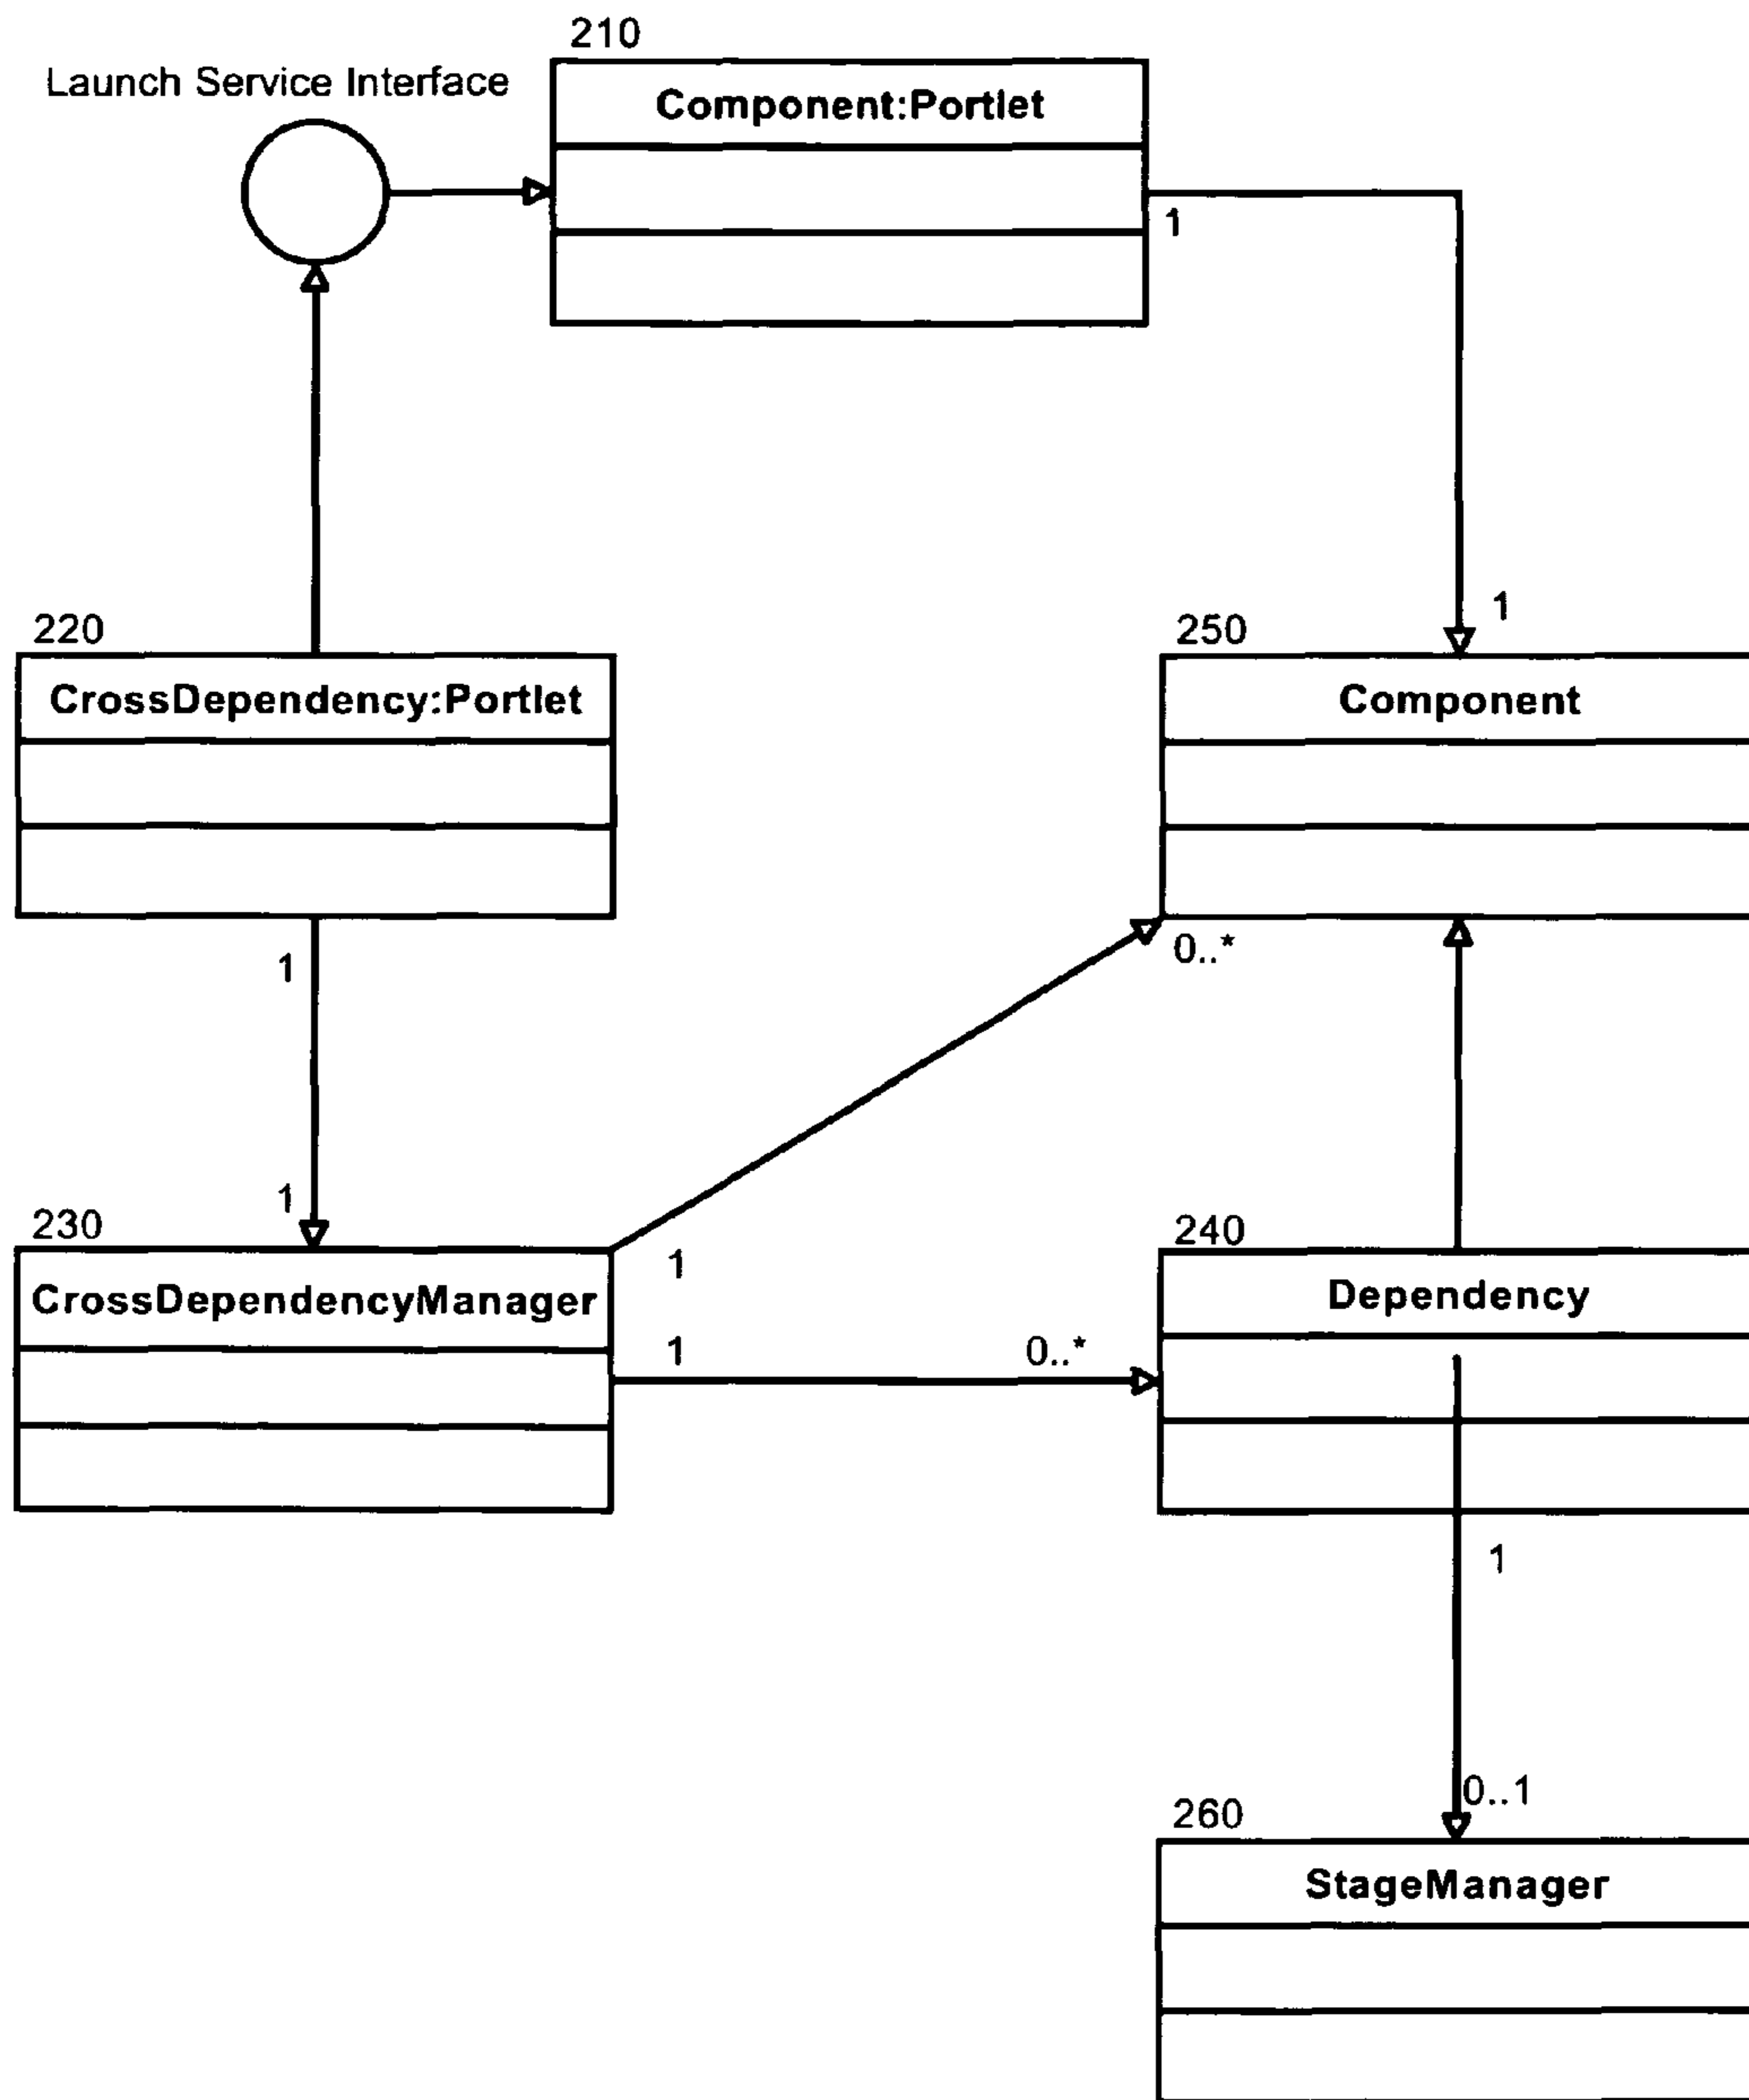 210
Launch Service Interface
Component:Portlet
1
1
220
250
CrossDependency:Portlet
Component
1
0..*
1
230
240
1
CrossDependencyManager
Dependency
1
0..*
1
0..1
260
StageManager